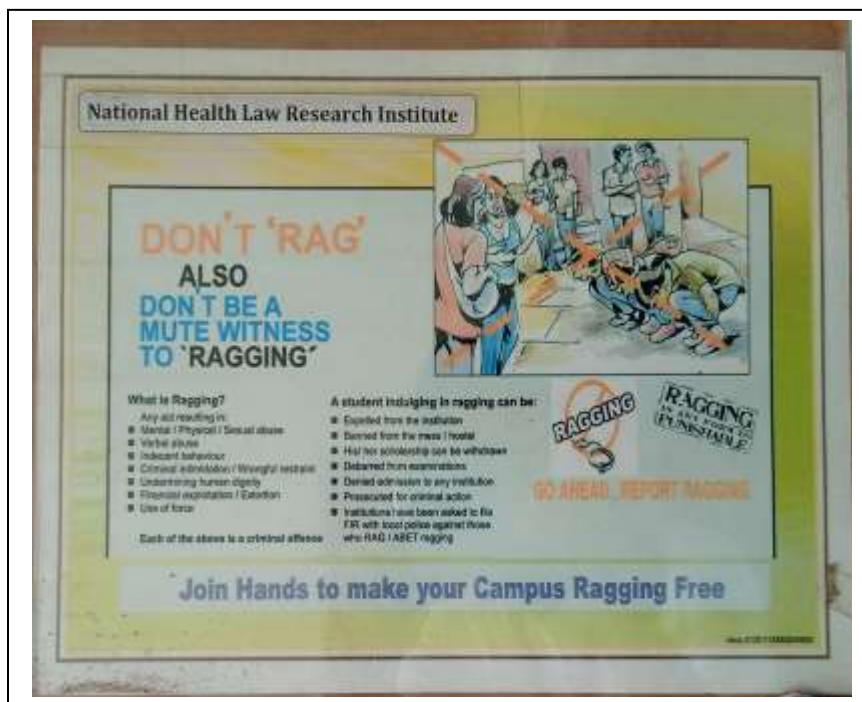 National Health Law Research Institute
DON'T 'RAG'
ALSO
DON'T BE A
MUTE WITNESS
TO 'RAGGING'
What is Ragging?
Any act resulting in:
Mental / Physical / Sexual abuse
Verbal abuse
Indecent behaviour
Criminal intimidation / Wrongful restraint
Undermining human dignity
Financial exploitation / Extortion
Use of force
Each of the above is a criminal offense
A student indulging in ragging can be:
Expelled from the institution
Banned from the mess / hostel
His/ her scholarship can be withdrawn
Debarred from examinations
Denied admission to any institution
Prosecuted for criminal action
Institutions have been asked to file
FIR with local police against those
who RAG / ABET ragging
RAGGING
RAGGING
IN ANY FORM IS
PUNISHABLE
GO AHEAD...REPORT RAGGING
Join Hands to make your Campus Ragging Free